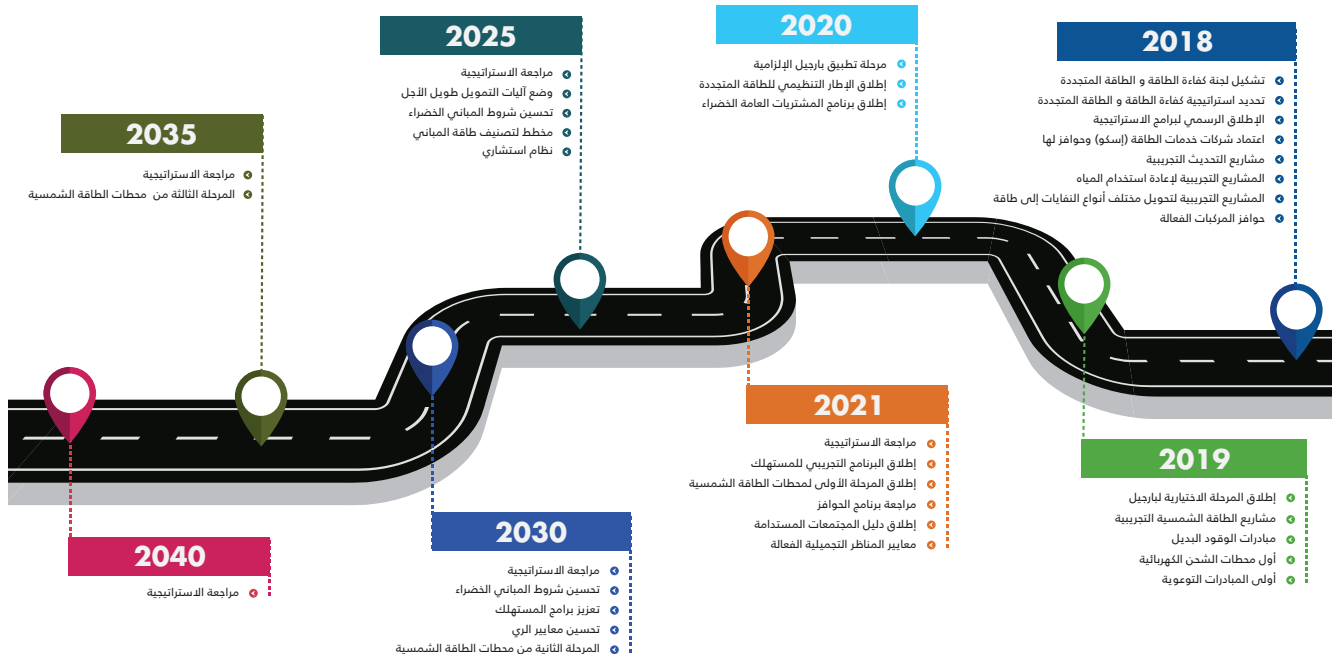 2018
تشكيل لجنة كفاءة الطاقة و الطاقة المتجددة
تحديد استراتيجية كفاءة الطاقة و الطاقة المتجددة
الإطلاق الرسمي لبرامج الاستراتيجية
اعتماد شركات خدمات الطاقة (إسكو) وحوافز لها
مشاريع التحديث التجريبية
المشاريع التجريبية لإعادة استخدام المياه
المشاريع التجريبية لتحويل مختلف أنواع النفايات إلى طاقة
حوافز المركبات الفعالة
2019
إطلاق المرحلة الاختيارية لبارجيل
مشاريع الطاقة الشمسية التجريبية
مبادرات الوقود البديل
أول محطات الشحن الكهربائية
أولى المبادرات التوعوية
2020
مرحلة تطبيق بارجيل الإلزامية
إطلاق الإطار التنظيمي للطاقة المتجددة
إطلاق برنامج المشتريات العامة الخضراء
2021
مراجعة الاستراتيجية
إطلاق البرنامج التجريبي للمستهلك
إطلاق المرحلة الأولى لمحطات الطاقة الشمسية
مراجعة برنامج الحوافز
إطلاق دليل المجتمعات المستدامة
معايير المناظر التجميلية الفعالة
2025
مراجعة الاستراتيجية
وضع آليات التمويل طويل الأجل
تحسين شروط المباني الخضراء
مخطط لتصنيف طاقة المباني
نظام استشاري
2030
مراجعة الاستراتيجية
تحسين شروط المباني الخضراء
تعزيز برامج المستهلك
تحسين معايير الري
المرحلة الثانية من محطات الطاقة الشمسية
2035
مراجعة الاستراتيجية
المرحلة الثالثة من محطات الطاقة الشمسية
2040
مراجعة الاستراتيجية